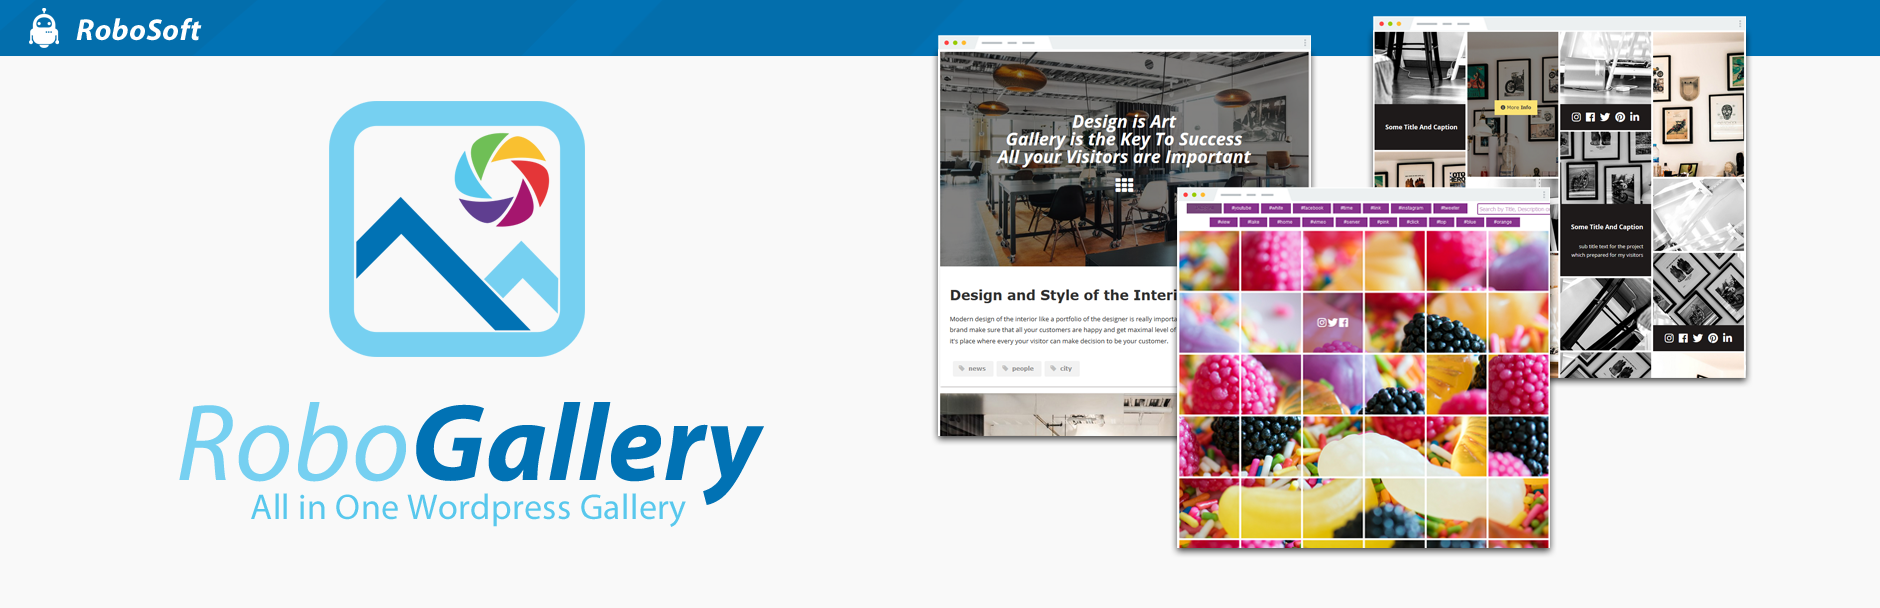 RoboSoft
RoboGallery
All in One Wordpress Gallery
Design is Art
Gallery is the Key To Success
All your Visitors are Important
Design and Style of the Interi
Modern design of the interior like a portfolio of the designer is really importa
brand make sure that all your customers are happy and get maximal level of
it's place where every your visitor can make decision to be your customer.
news people city
#youtube #white #facebook #time #link #instagram #tweeter Search by Title, Description
#view #take #home #server #pink #click #top #blue #orange
Some Title And Caption
More Info
Some Title And Caption
sub title text for the project
which prepared for my visitors